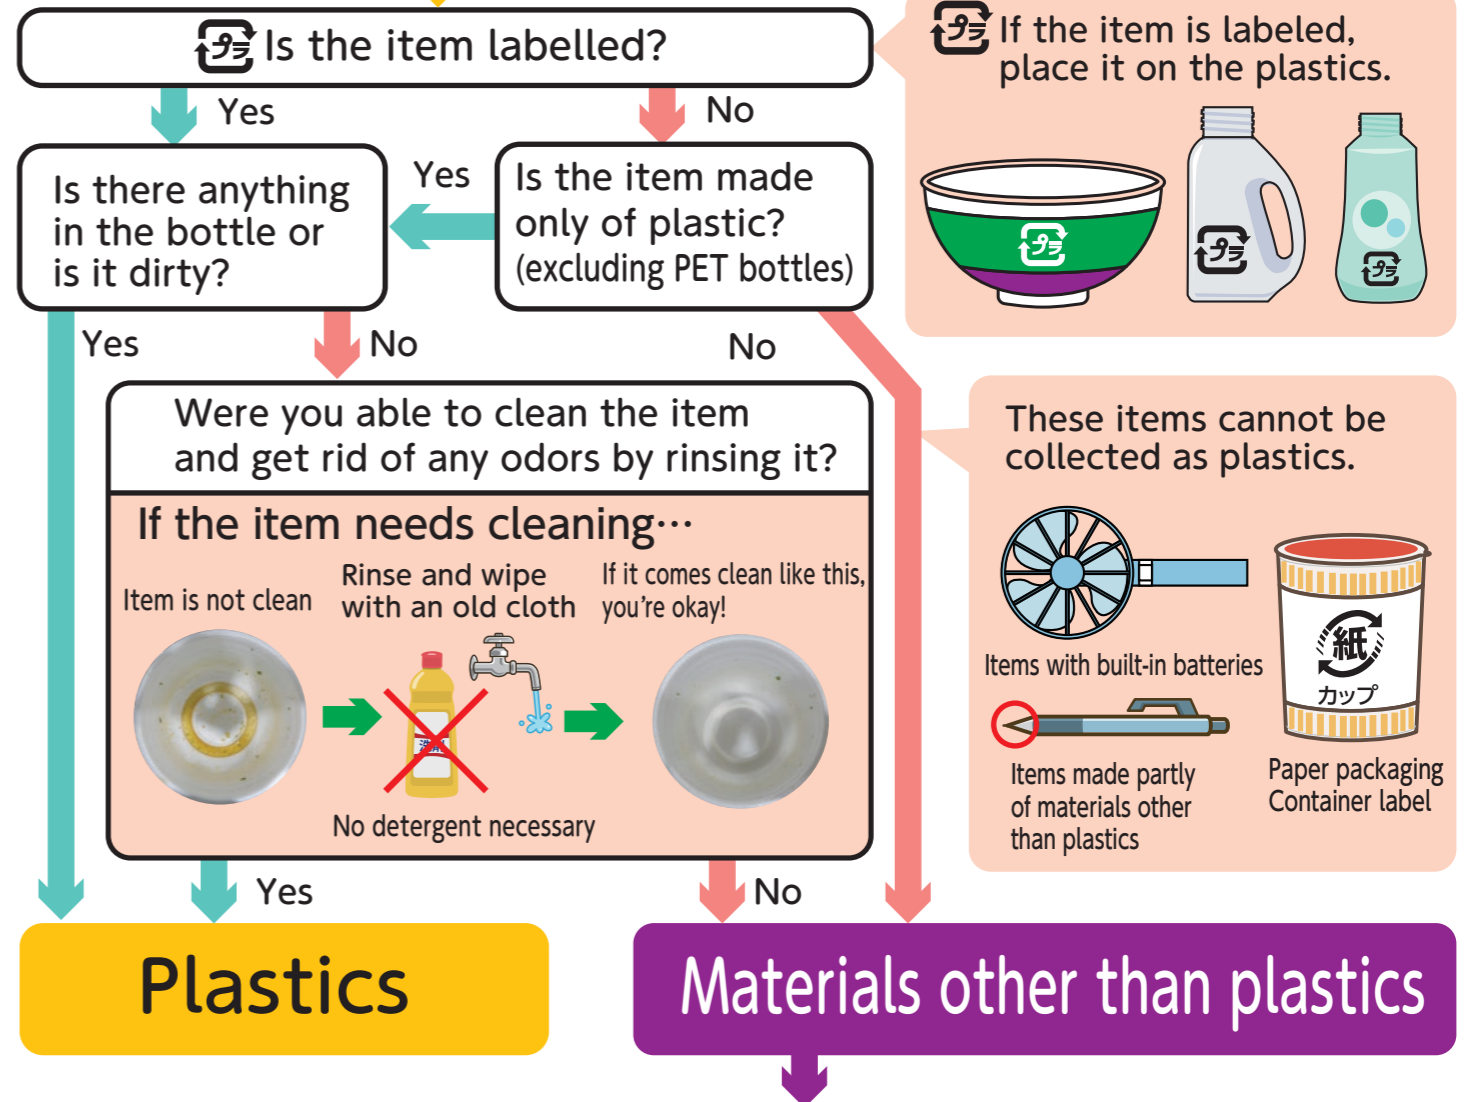 プラ Is the item labelled?
Yes
No
Is there anything
in the bottle or
is it dirty?
Yes
Is the item made
only of plastic?
(excluding PET bottles)
プラ If the item is labeled,
place it on the plastics.
プラ
プラ
プラ
Yes
No
No
Were you able to clean the item
and get rid of any odors by rinsing it?
If the item needs cleaning…
Item is not clean
Rinse and wipe
with an old cloth
If it comes clean like this,
you're okay!
No detergent necessary
These items cannot be
collected as plastics.
Items with built-in batteries
Items made partly
of materials other
than plastics
紙
カップ
Paper packaging
Container label
Yes
No
Plastics
Materials other than plastics